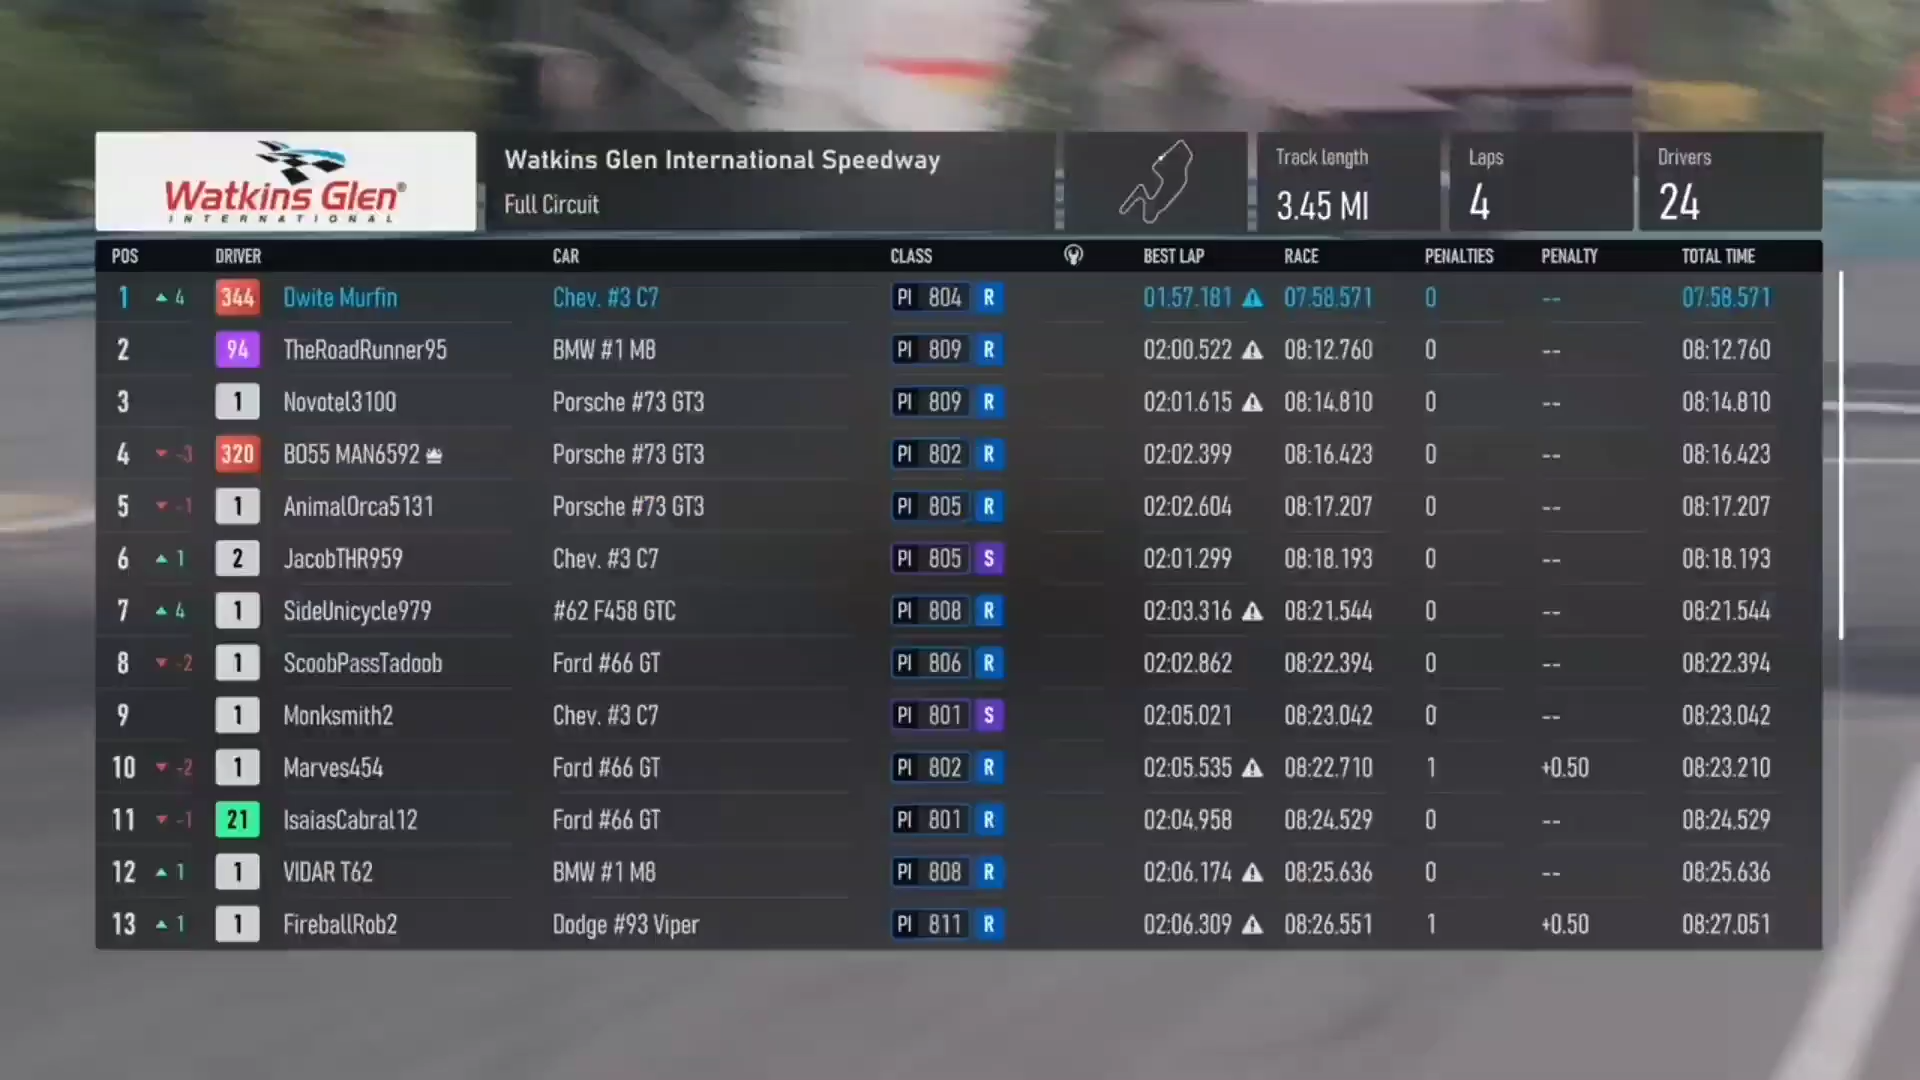 Watkins Glen®
INTERNATIONAL
Watkins Glen International Speedway
Full Circuit
Track length
3.45 MI
Laps
4
Drivers
24
POS DRIVER CAR CLASS BEST LAP RACE PENALTIES PENALTY TOTAL TIME
1 4 344 Dwite Murfin Chev. #3 C7 PI 804 R 01:57.181 07:58.571 0 -- 07:58.571
2 94 TheRoadRunner95 BMW #1 M8 PI 809 R 02:00.522 08:12.760 0 -- 08:12.760
3 1 Novotel3100 Porsche #73 GT3 PI 809 R 02:01.615 08:14.810 0 -- 08:14.810
4 -3 320 BO55 MAN6592 Porsche #73 GT3 PI 802 R 02:02.399 08:16.423 0 -- 08:16.423
5 -1 1 AnimalOrca5131 Porsche #73 GT3 PI 805 R 02:02.604 08:17.207 0 -- 08:17.207
6 1 2 JacobTHR959 Chev. #3 C7 PI 805 S 02:01.299 08:18.193 0 -- 08:18.193
7 4 1 SideUnicycle979 #62 F458 GTC PI 808 R 02:03.316 08:21.544 0 -- 08:21.544
8 -2 1 ScoobPassTadoob Ford #66 GT PI 806 R 02:02.862 08:22.394 0 -- 08:22.394
9 1 Monksmith2 Chev. #3 C7 PI 801 S 02:05.021 08:23.042 0 -- 08:23.042
10 -2 1 Marves454 Ford #66 GT PI 802 R 02:05.535 08:22.710 1 +0.50 08:23.210
11 -1 21 IsaiasCabral12 Ford #66 GT PI 801 R 02:04.958 08:24.529 0 -- 08:24.529
12 1 1 VIDAR T62 BMW #1 M8 PI 808 R 02:06.174 08:25.636 0 -- 08:25.636
13 1 1 FireballRob2 Dodge #93 Viper PI 811 R 02:06.309 08:26.551 1 +0.50 08:27.051